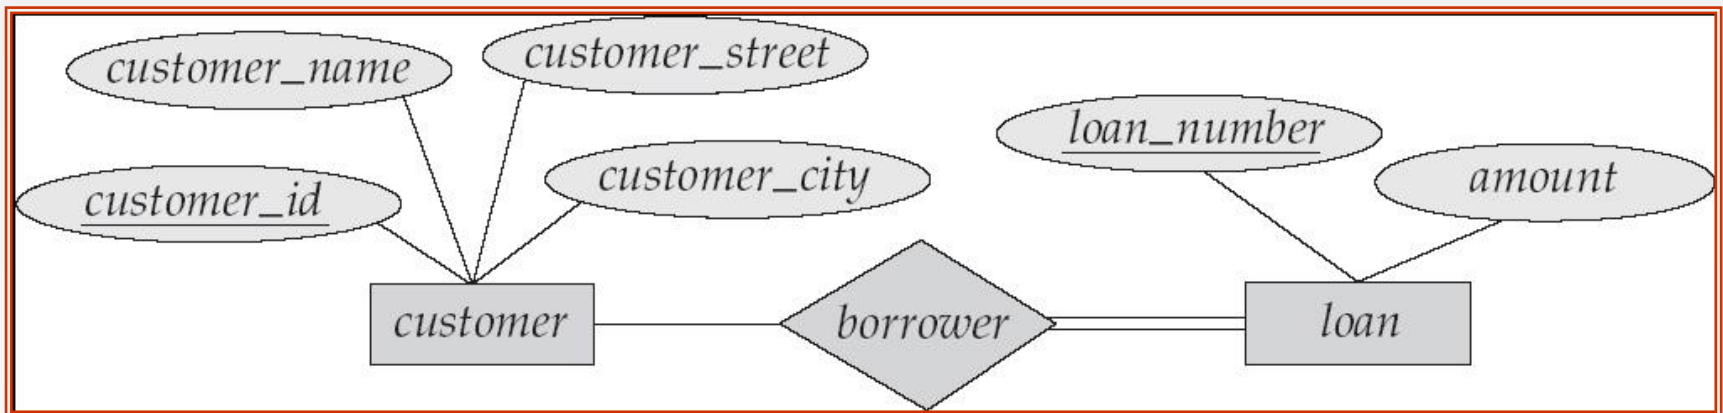 customer_name
customer_street
customer_id
customer_city
loan_number
amount
customer
borrower
loan